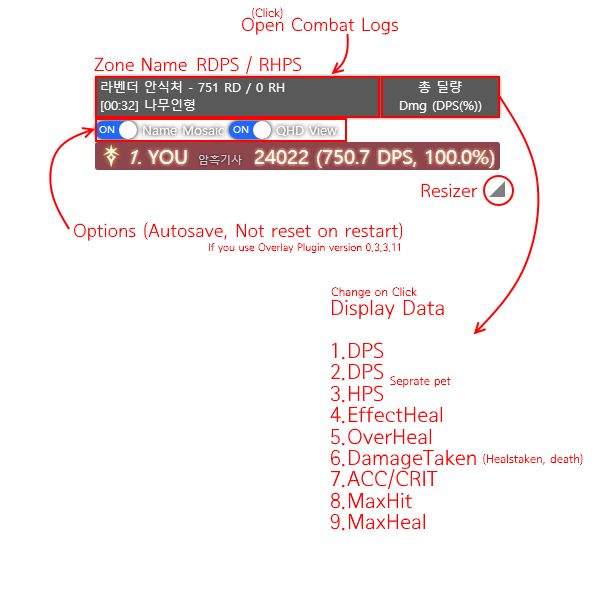 (Click)
Open Combat Logs
Zone Name RDPS / RHPS
라벤더 안식처 - 751 RD / 0 RH
[00:32] 나무인형
총 딜량
Dmg (DPS(%))
ON Name Mosaic ON QHD View
1. YOU 암흑기사 24022 (750.7 DPS, 100.0%)
Resizer
Options (Autosave, Not reset on restart)
If you use Overlay Plugin version 0,3,3,11
Change on Click
Display Data
1.DPS
2.DPS Seprate pet
3.HPS
4.EffectHeal
5.OverHeal
6.DamageTaken (Healstaken, death)
7.ACC/CRIT
8.MaxHit
9.MaxHeal